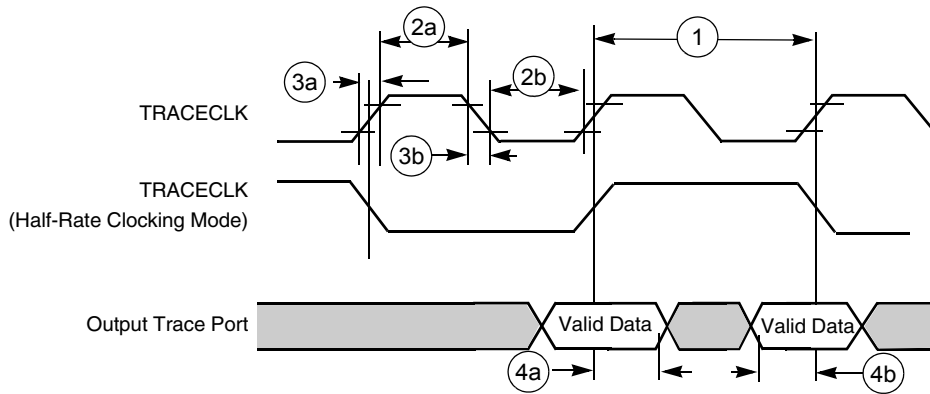 2a
1
3a
2b
TRACECLK
3b
TRACECLK
(Half-Rate Clocking Mode)
Output Trace Port
Valid Data
Valid Data
4a
4b